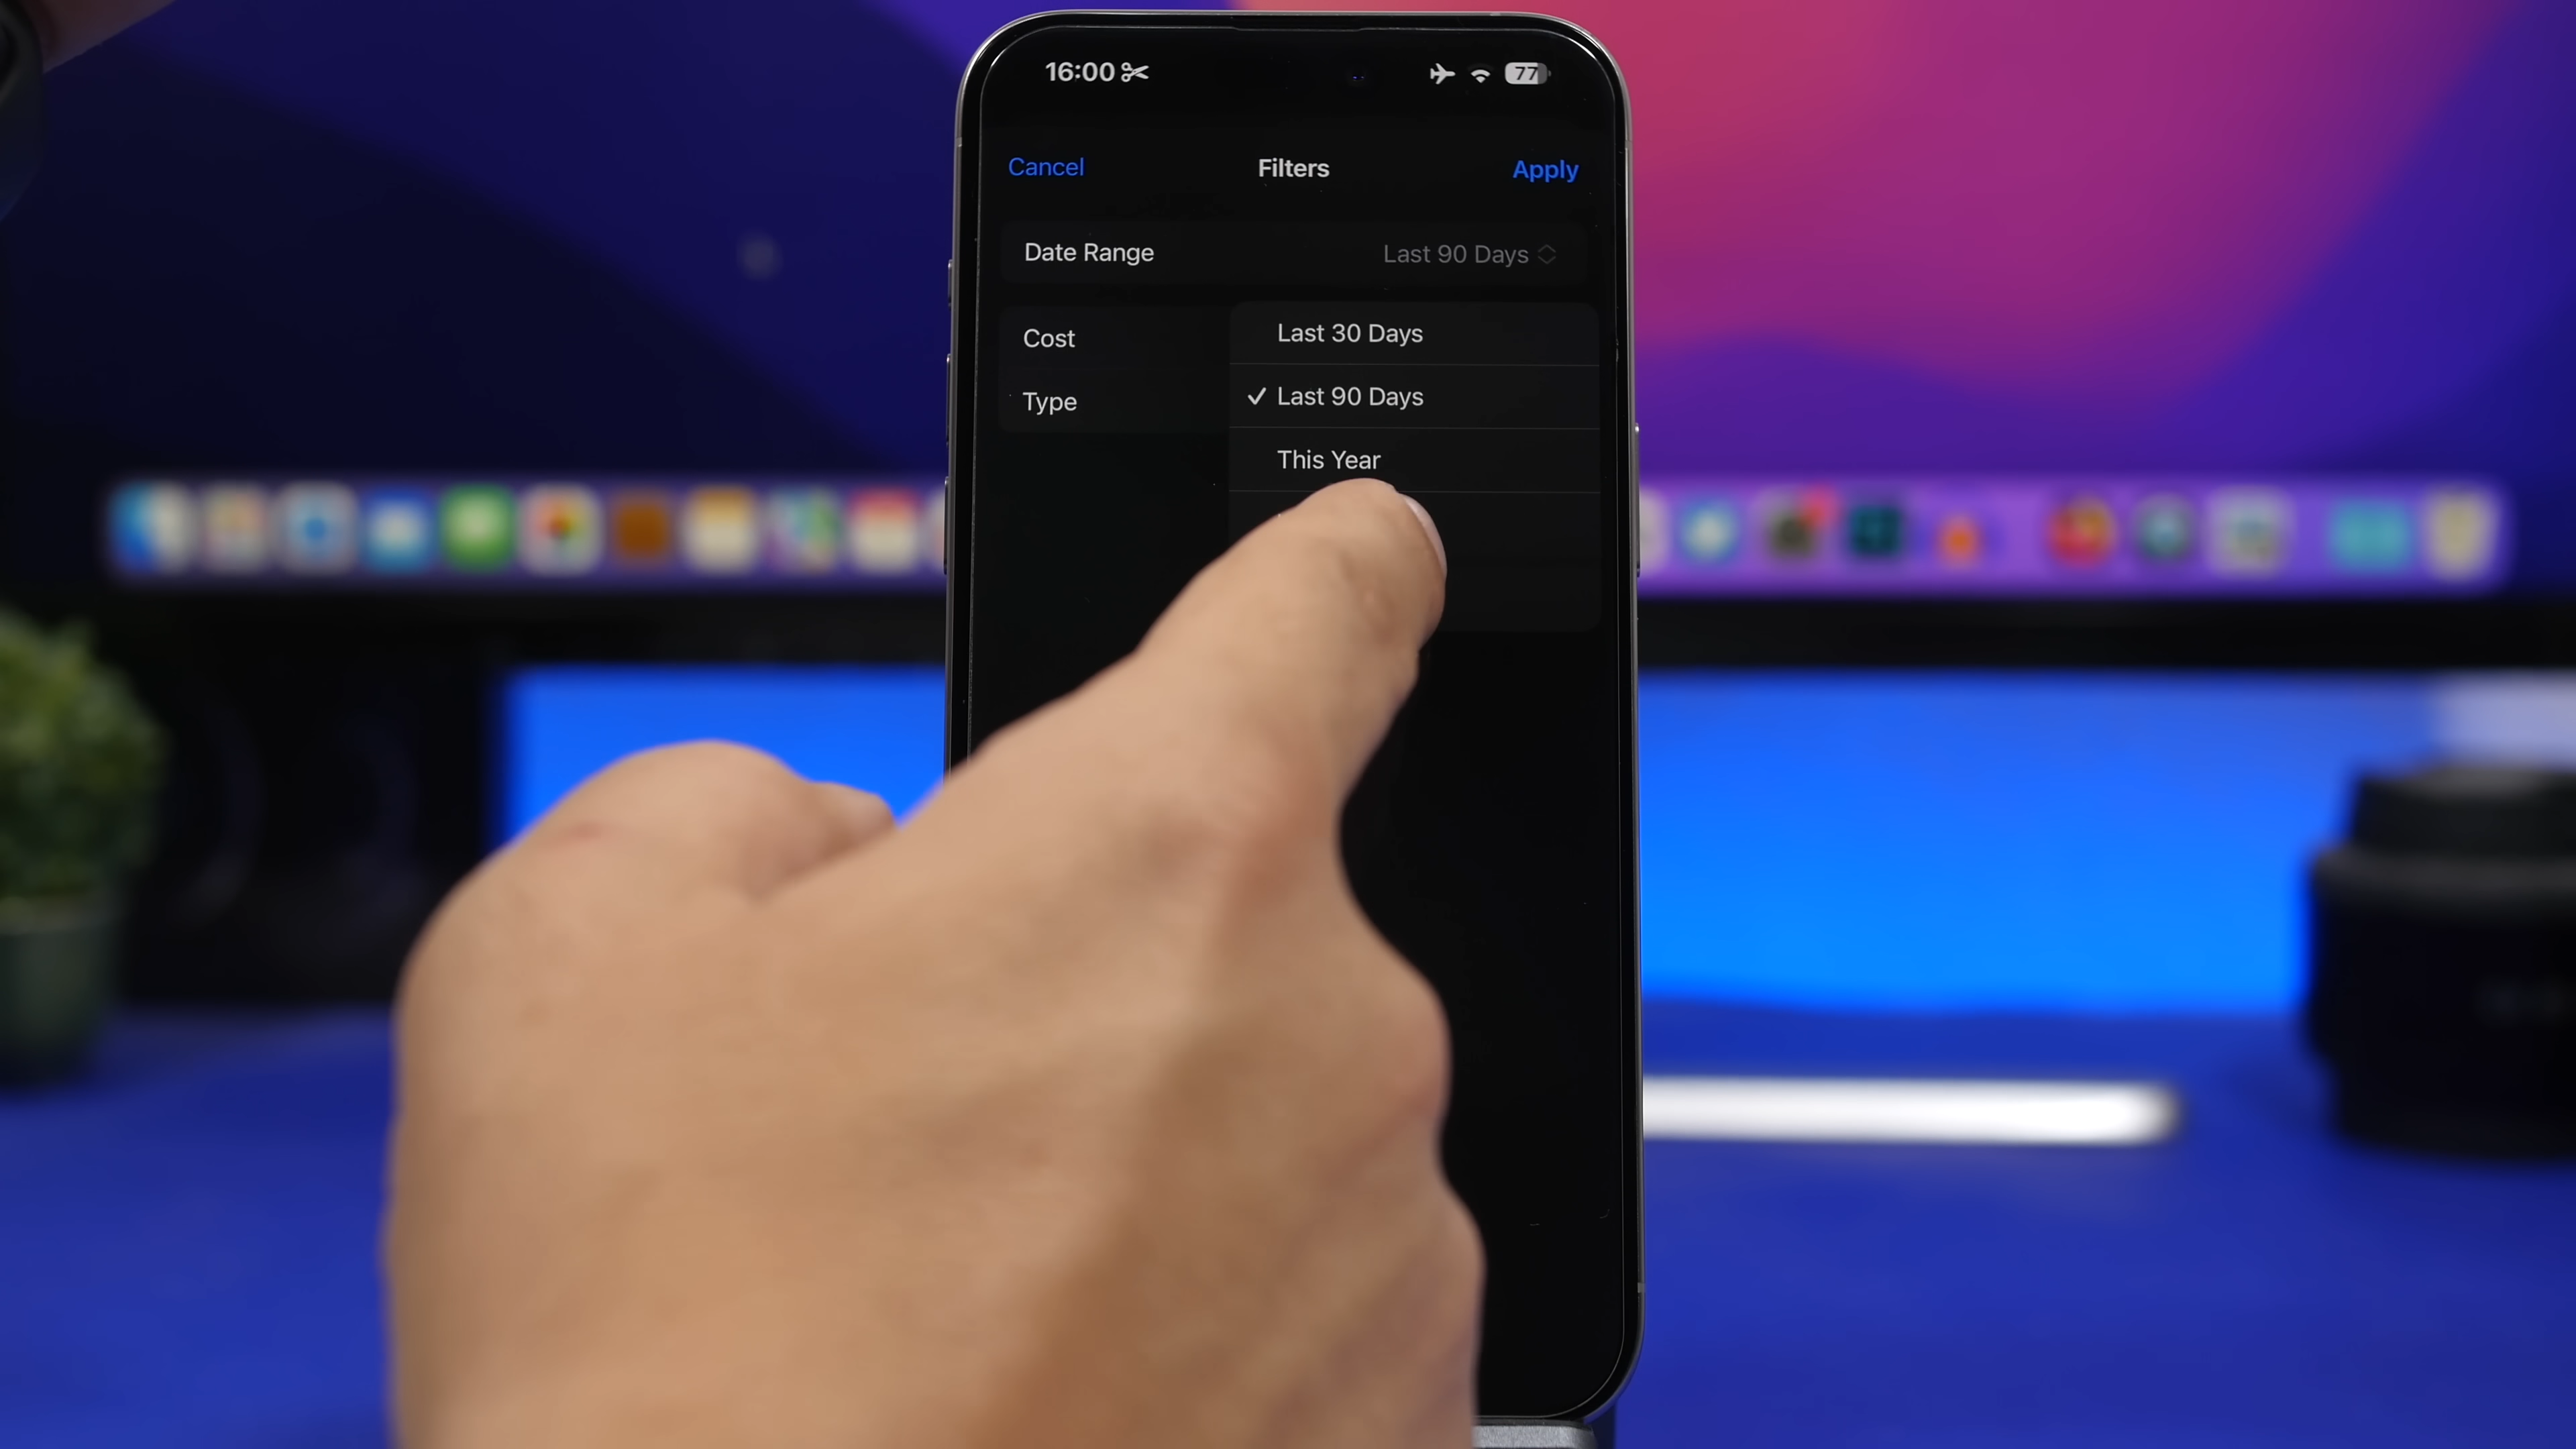 16:00
77
Cancel
Filters
Apply
Date Range
Last 90 Days
Cost
Last 30 Days
Type
Last 90 Days
This Year